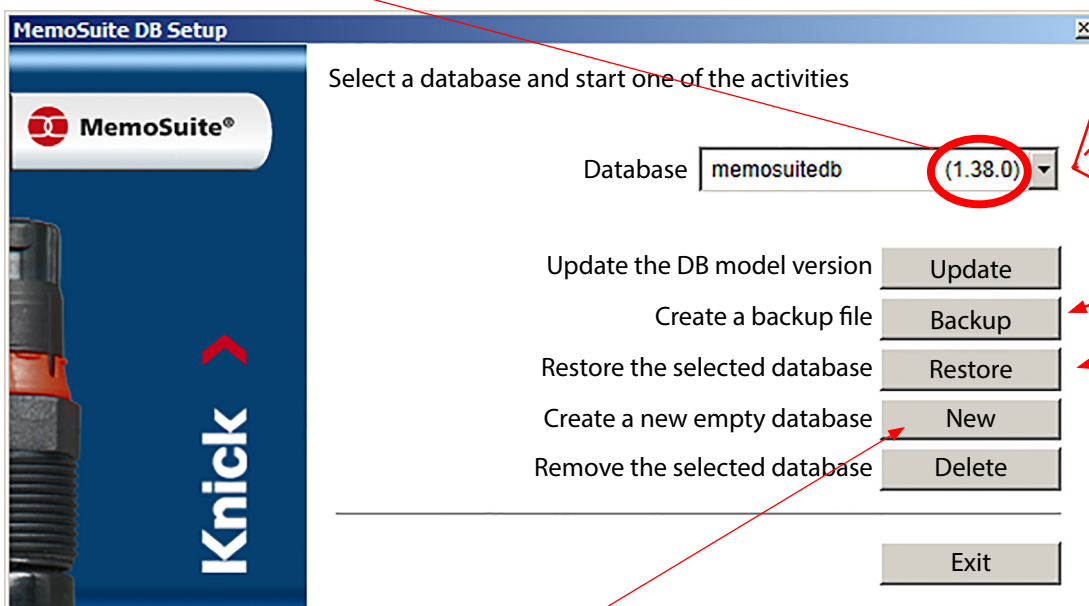 MemoSuite DB Setup
MemoSuite®
Knick >
Select a database and start one of the activities
Database memosuitedb (1.38.0)
Update the DB model version Update
Create a backup file Backup
Restore the selected database Restore
Create a new empty database New
Remove the selected database Delete
Exit